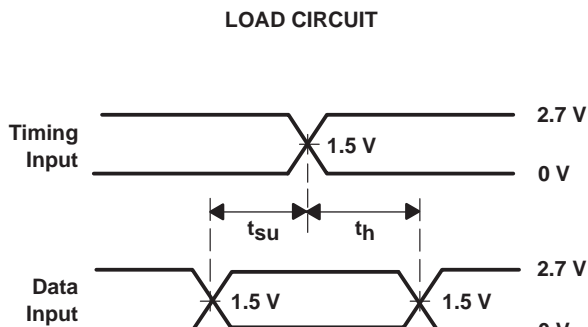 LOAD CIRCUIT
2.7 V
Timing
Input
1.5 V
0 V
tsu
th
2.7 V
Data
Input
1.5 V
1.5 V
0 V